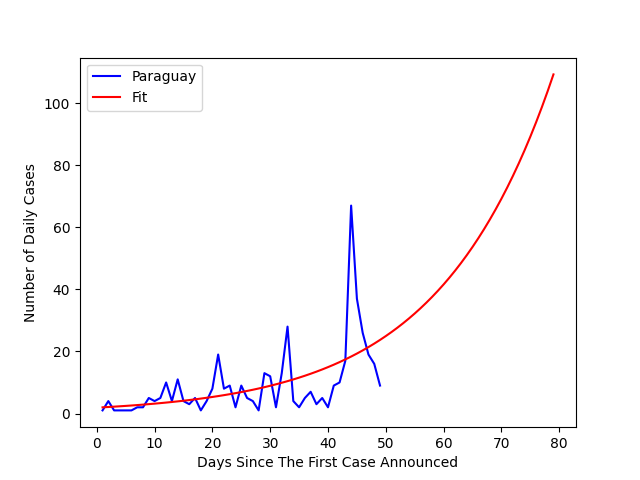 Paraguay
Fit
Number of Daily Cases
100
80
60
40
20
0
0 10 20 30 40 50 60 70 80
Days Since The First Case Announced